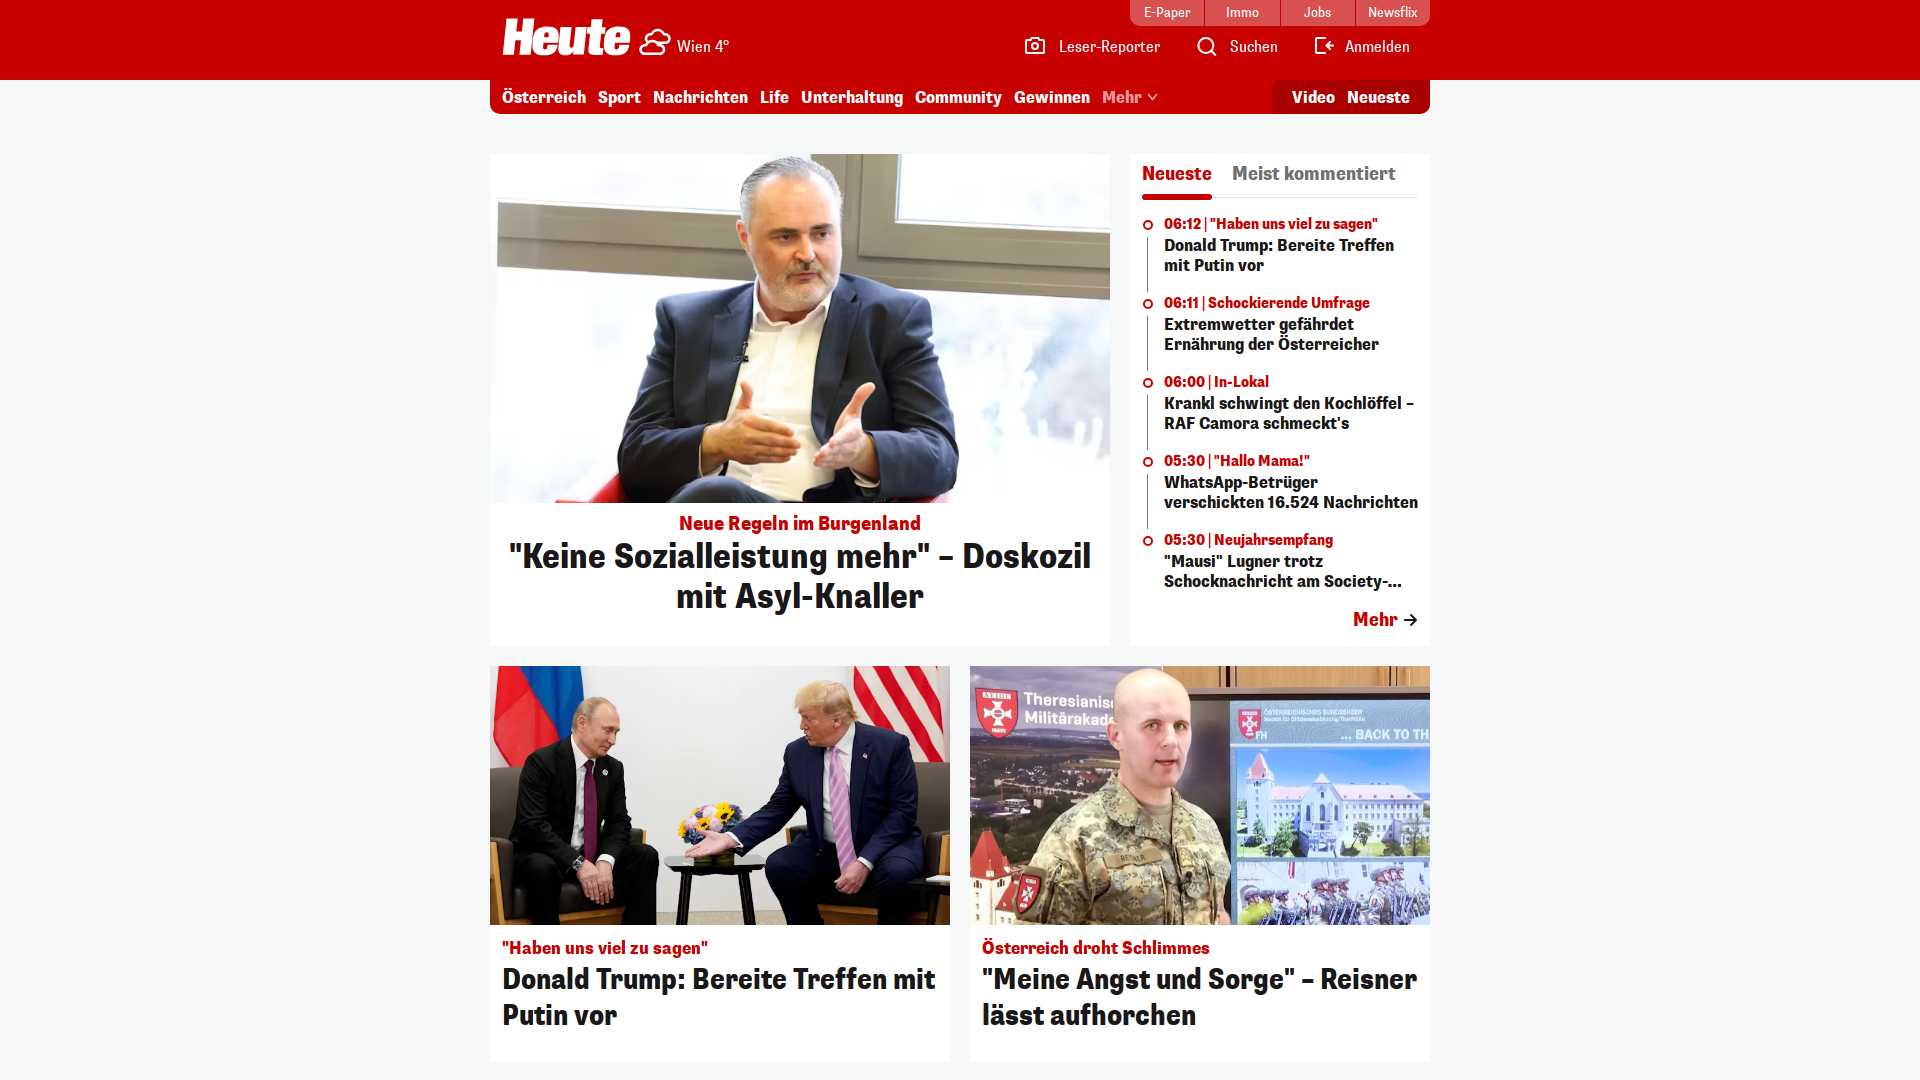 E-Paper
Immo
Jobs
Newsflix
Heute
Wien 4°
Leser-Reporter
Suchen
Anmelden
Österreich
Sport
Nachrichten
Life
Unterhaltung
Community
Gewinnen
Mehr
Video
Neueste
Neue Regeln im Burgenland
"Keine Sozialleistung mehr" – Doskozil
mit Asyl-Knaller
Neueste
Meist kommentiert
06:12 | "Haben uns viel zu sagen"
Donald Trump: Bereite Treffen
mit Putin vor
06:11 | Schockierende Umfrage
Extremwetter gefährdet
Ernährung der Österreicher
06:00 | In-Lokal
Krankl schwingt den Kochlöffel –
RAF Camora schmeckt's
05:30 | "Hallo Mama!"
WhatsApp-Betrüger
verschickten 16.524 Nachrichten
05:30 | Neujahrsempfang
"Mausi" Lugner trotz
Schocknachricht am Society-...
Mehr
"Haben uns viel zu sagen"
Donald Trump: Bereite Treffen mit
Putin vor
Theresianis
Militärakade
ÖSTERREICHISCHES BUNDESHEER
FH
... BACK TO TH
REISNER
Österreich droht Schlimmes
"Meine Angst und Sorge" – Reisner
lässt aufhorchen